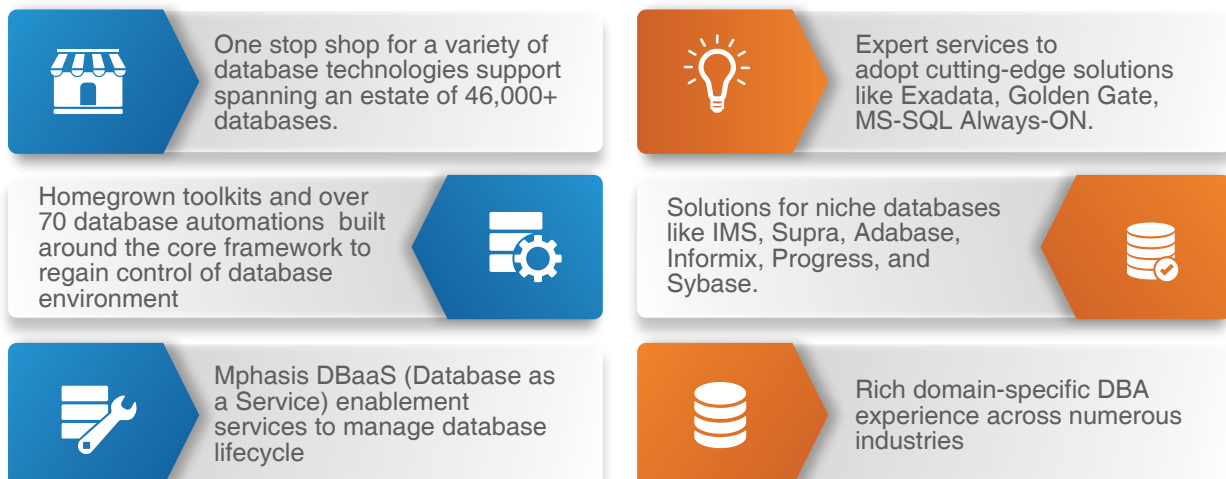 One stop shop for a variety of
database technologies support
spanning an estate of 46,000+
databases.
Expert services to
adopt cutting-edge solutions
like Exadata, Golden Gate,
MS-SQL Always-ON.
Homegrown toolkits and over
70 database automations built
around the core framework to
regain control of database
environment
Solutions for niche databases
like IMS, Supra, Adabase,
Informix, Progress, and
Sybase.
Mphasis DBaaS (Database as
a Service) enablement
services to manage database
lifecycle
Rich domain-specific DBA
experience across numerous
industries